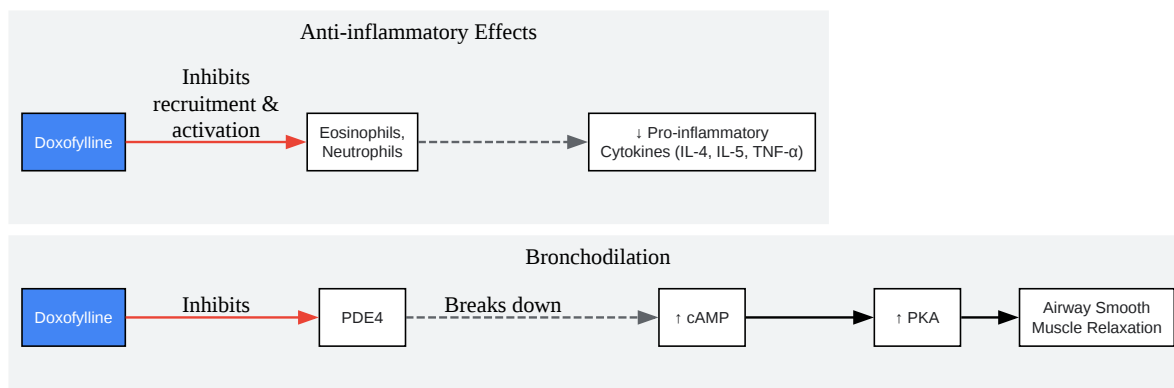 Anti-inflammatory Effects
Inhibits
recruitment &
activation
Doxofylline
Eosinophils,
Neutrophils
↓ Pro-inflammatory
Cytokines (IL-4, IL-5, TNF-α)
Bronchodilation
Doxofylline
Inhibits
PDE4
Breaks down
↑ cAMP
↑ PKA
Airway Smooth
Muscle Relaxation